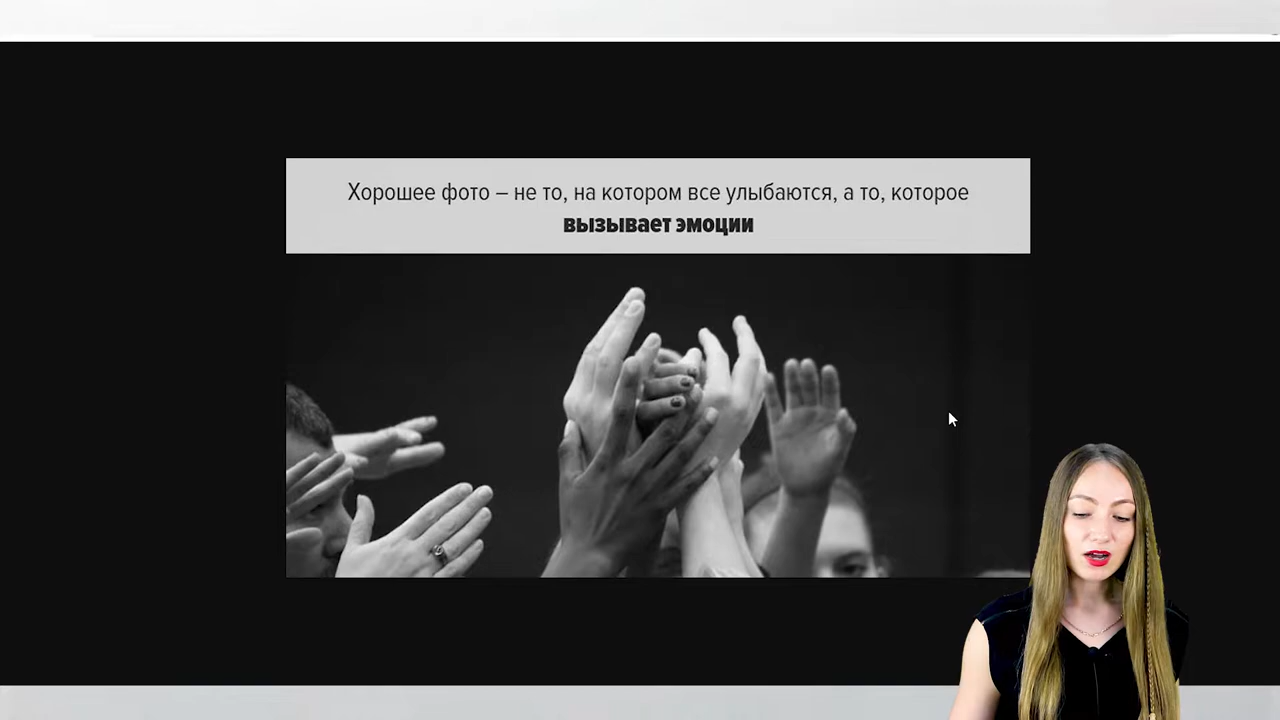 Хорошее фото – не то, на котором все улыбаются, а то, которое
вызывает эмоции